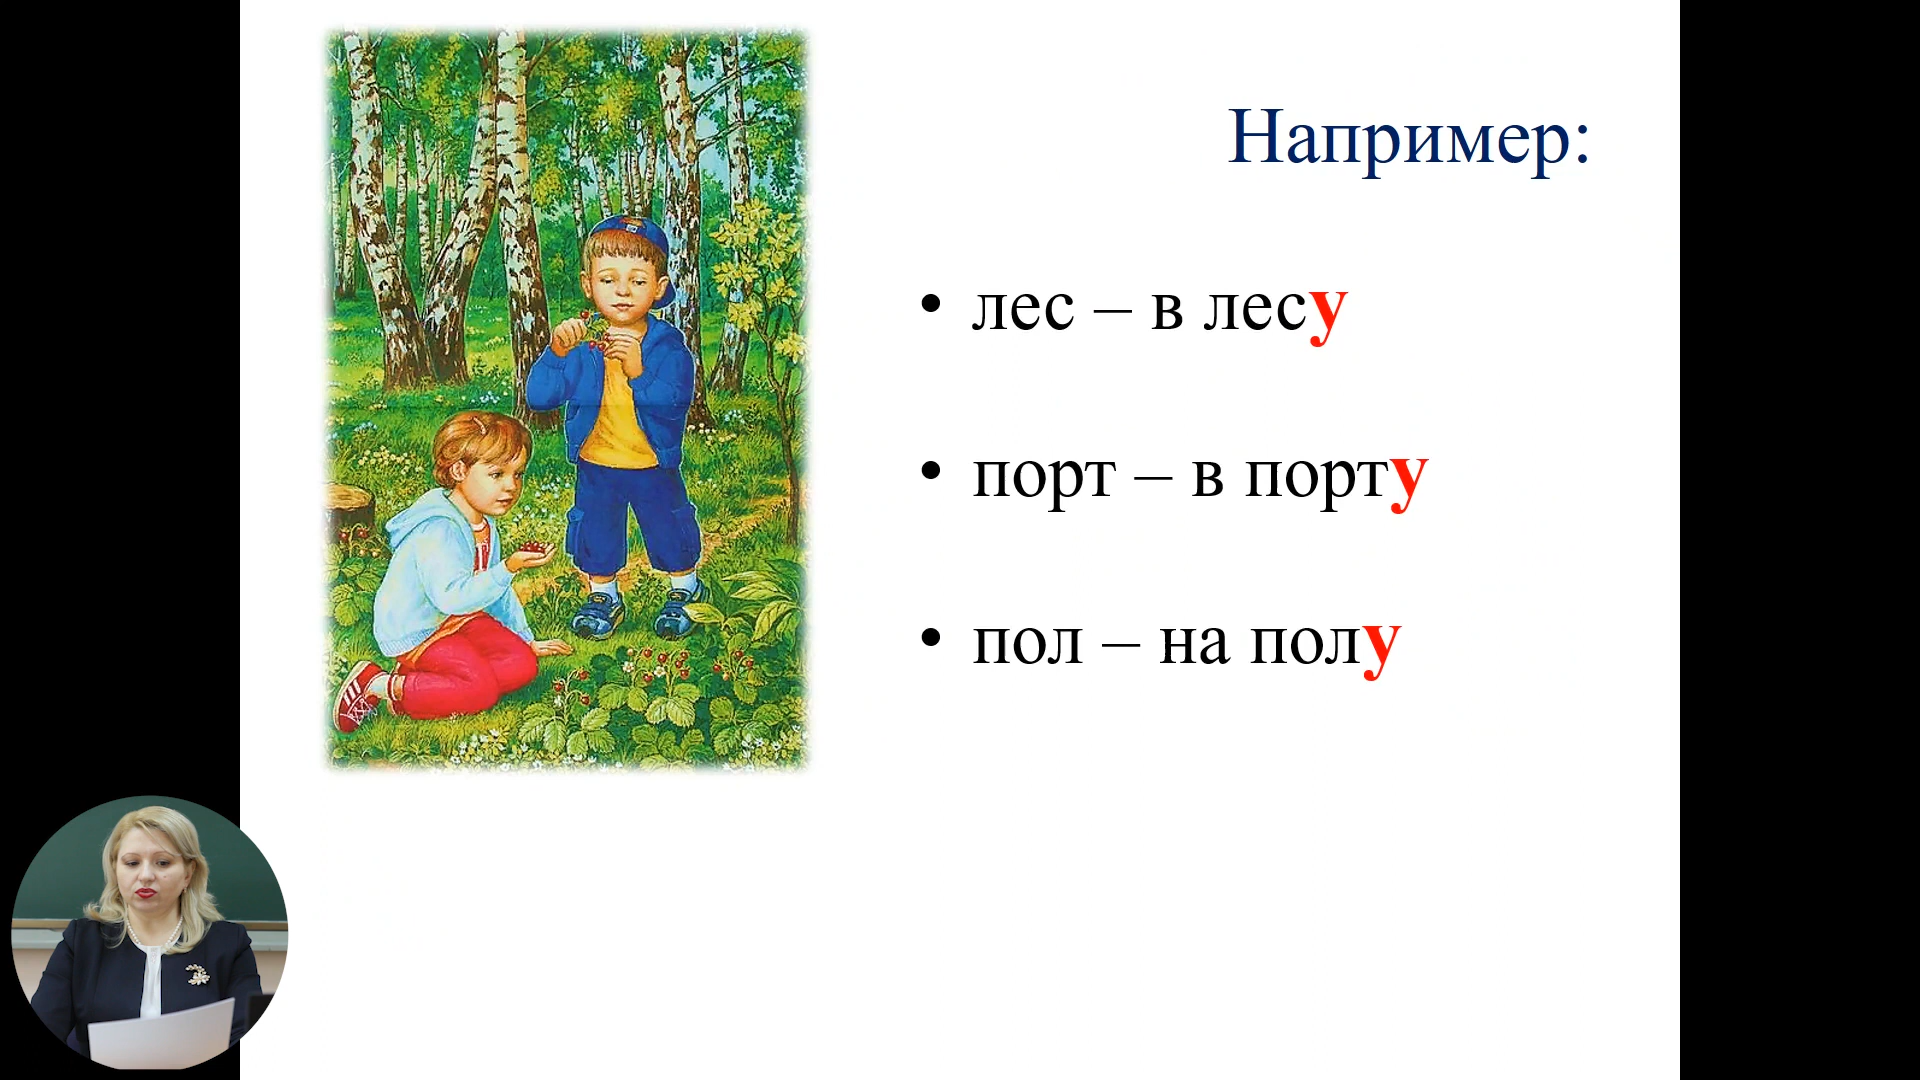 Например:
• лес – в лесу
• порт – в порту
• пол – на полу